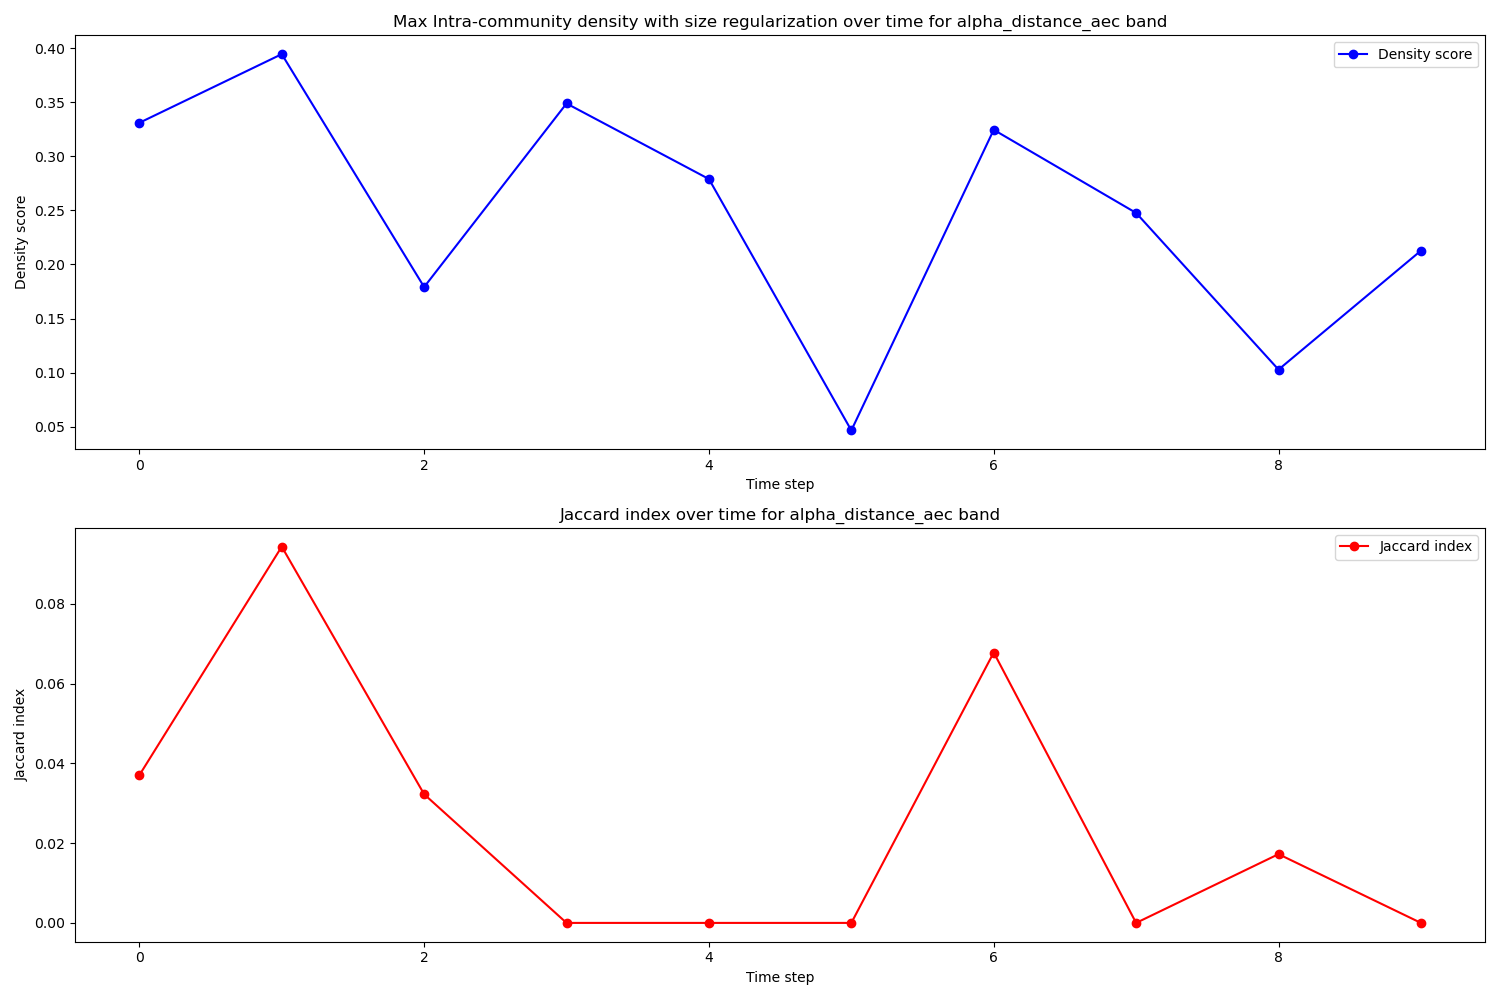 Max Intra-community density with size regularization over time for alpha_distance_aec band
Density score
0.40
0.35
0.30
0.25
0.20
0.15
0.10
0.05
Density score
0 2 4 6 8
Time step
Jaccard index over time for alpha_distance_aec band
Jaccard index
0.08
0.06
0.04
0.02
0.00
Jaccard index
0 2 4 6 8
Time step